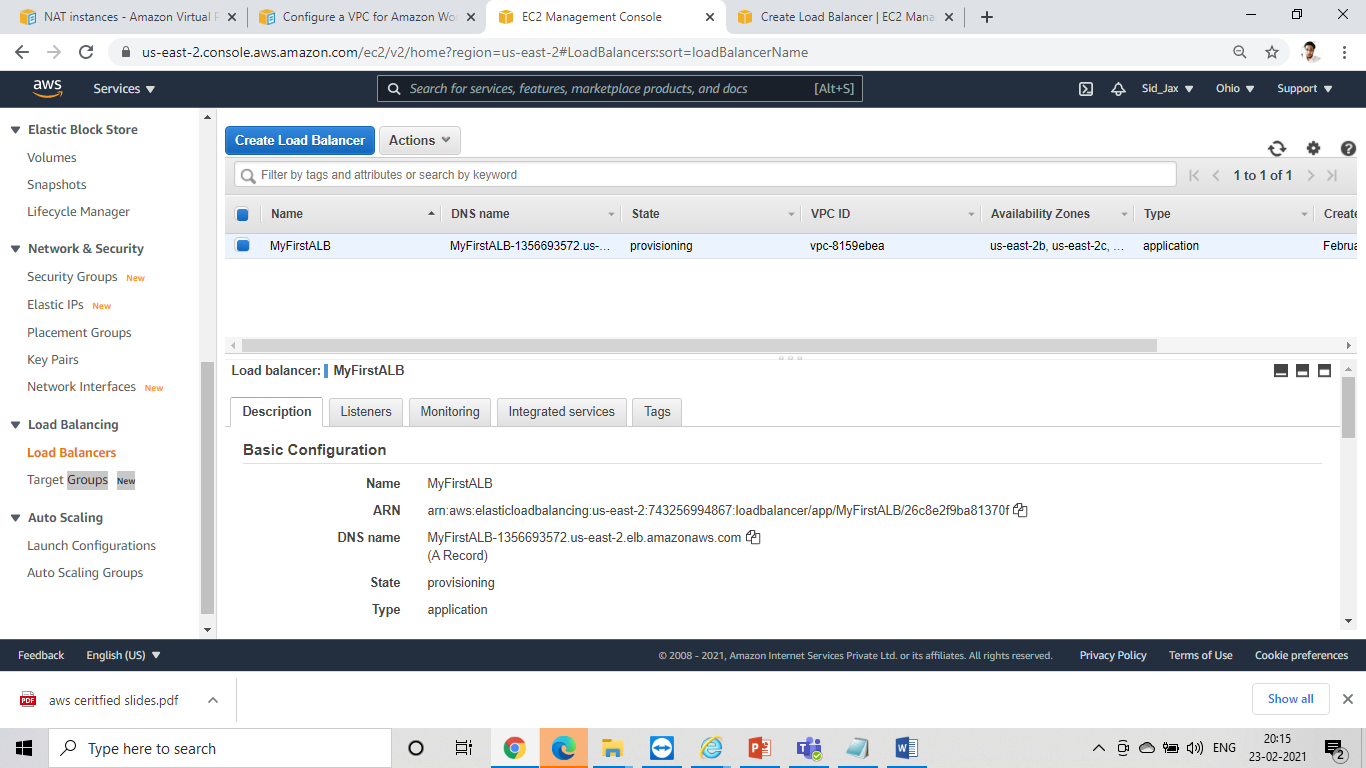 NAT instances - Amazon Virtual P
Configure a VPC for Amazon Wo
EC2 Management Console
Create Load Balancer | EC2 Mana
us-east-2.console.aws.amazon.com/ec2/v2/home?region=us-east-2#LoadBalancers:sort=loadBalancerName
aws
Services
Search for services, features, marketplace products, and docs
[Alt+S]
Sid_Jax
Ohio
Support
Elastic Block Store
Volumes
Snapshots
Lifecycle Manager
Network & Security
Security Groups New
Elastic IPs New
Placement Groups
Key Pairs
Network Interfaces New
Load Balancing
Load Balancers
Target Groups New
Auto Scaling
Launch Configurations
Auto Scaling Groups
Create Load Balancer
Actions
Filter by tags and attributes or search by keyword
1 to 1 of 1
Name DNS name State VPC ID Availability Zones Type Create
MyFirstALB MyFirstALB-1356693572.us-... provisioning vpc-8159ebea us-east-2b, us-east-2c, ... application Februa
Load balancer: MyFirstALB
Description Listeners Monitoring Integrated services Tags
Basic Configuration
Name MyFirstALB
ARN arn:aws:elasticloadbalancing:us-east-2:743256994867:loadbalancer/app/MyFirstALB/26c8e2f9ba81370f
DNS name MyFirstALB-1356693572.us-east-2.elb.amazonaws.com
(A Record)
State provisioning
Type application
Feedback English (US) © 2008 - 2021, Amazon Internet Services Private Ltd. or its affiliates. All rights reserved. Privacy Policy Terms of Use Cookie preferences
PDF aws ceritfied slides.pdf
Show all
Type here to search
ENG
20:15
23-02-2021
2